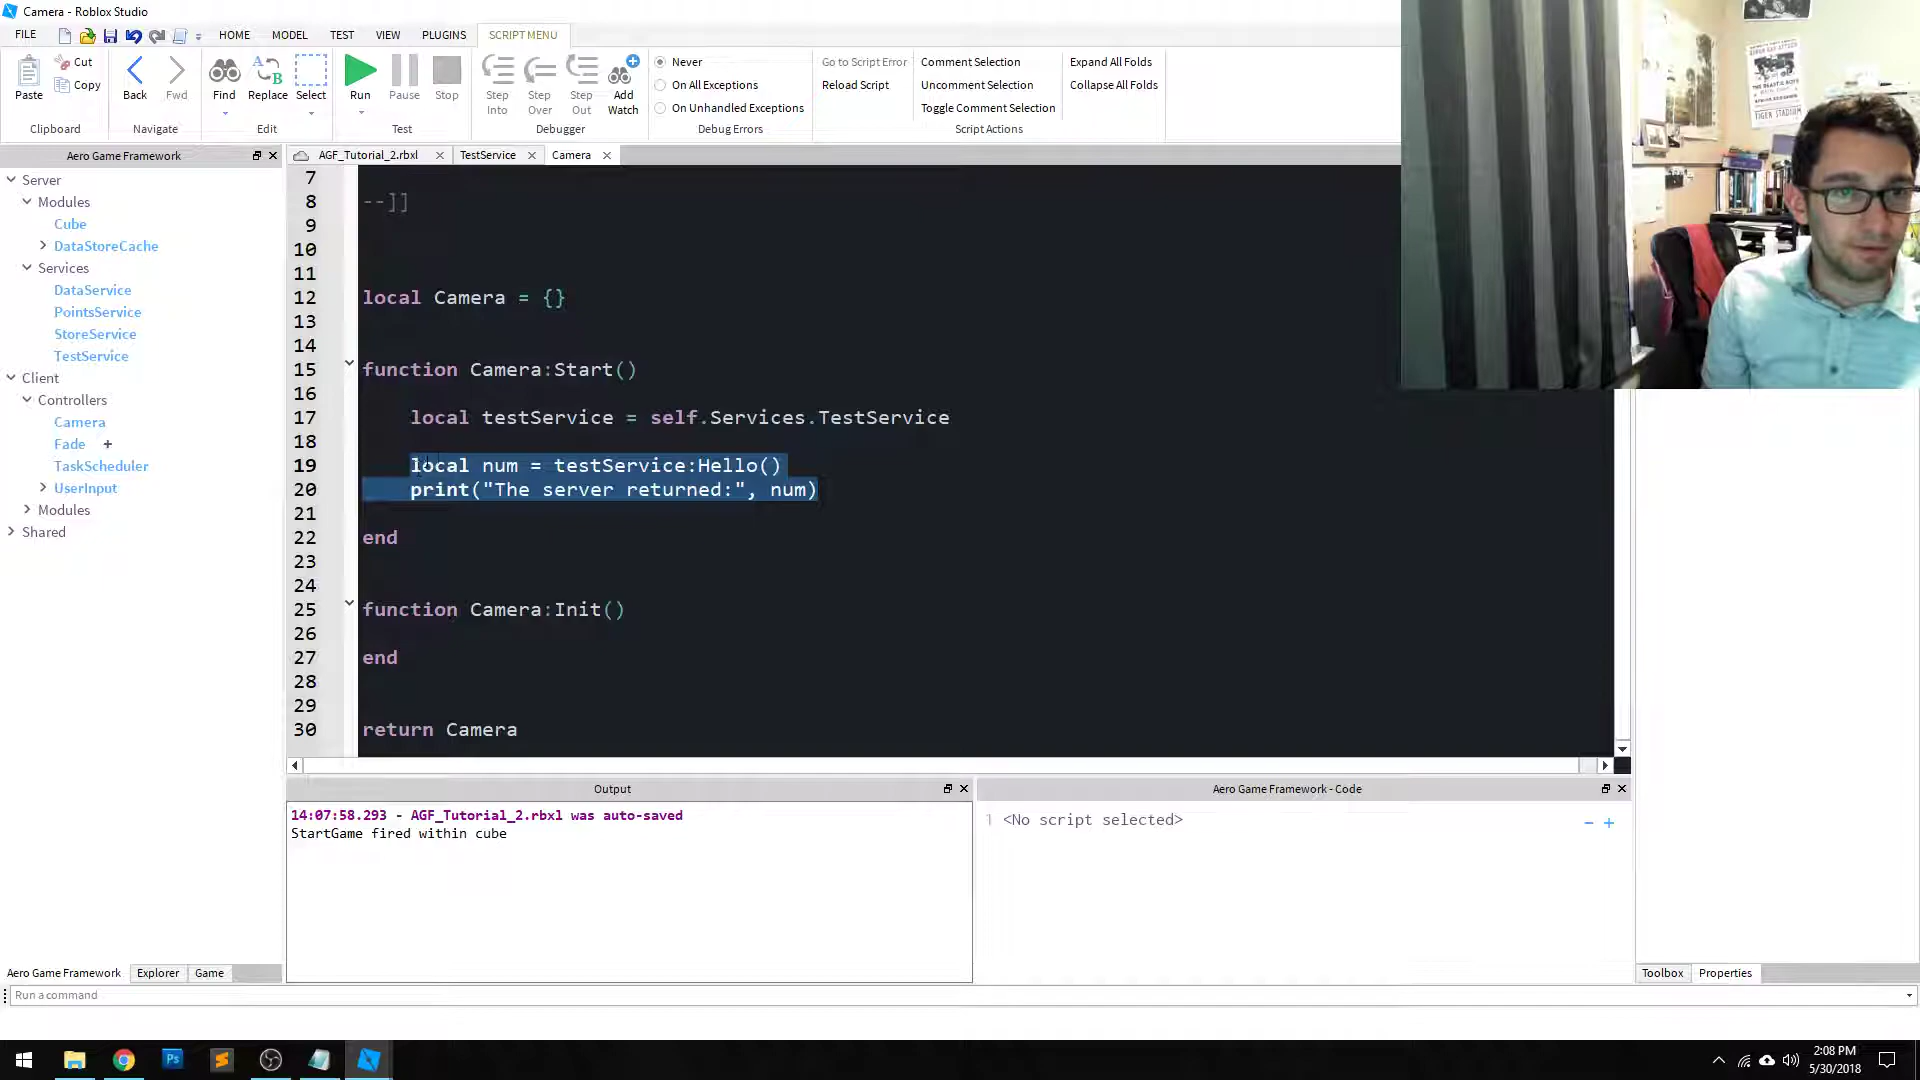 Camera - Roblox Studio
FILE
HOME
MODEL
TEST
VIEW
PLUGINS
SCRIPT MENU
Paste
Cut
Copy
Clipboard
Back
Fwd
Navigate
Find
Replace
Select
Edit
Run
Pause
Stop
Test
Step Into
Step Over
Step Out
Add Watch
Debugger
Never
On All Exceptions
On Unhandled Exceptions
Debug Errors
Go to Script Error
Reload Script
Comment Selection
Uncomment Selection
Toggle Comment Selection
Script Actions
Expand All Folds
Collapse All Folds
TIGER STADIUM
Aero Game Framework
AGF_Tutorial_2.rbxl
TestService
Camera
Server
Modules
Cube
DataStoreCache
Services
DataService
PointsService
StoreService
TestService
Client
Controllers
Camera
Fade +
TaskScheduler
UserInput
Modules
Shared
7
8 --]]
9
10
11
12 local Camera = {}
13
14
15 function Camera:Start()
16
17 local testService = self.Services.TestService
18
19 local num = testService:Hello()
20 print("The server returned:", num)
21
22 end
23
24
25 function Camera:Init()
26
27 end
28
29
30 return Camera
Output
14:07:58.293 - AGF_Tutorial_2.rbxl was auto-saved
StartGame fired within cube
Aero Game Framework - Code
1 <No script selected>
- +
Aero Game Framework
Explorer
Game
Toolbox
Properties
Run a command
Ps
2:08 PM
5/30/2018